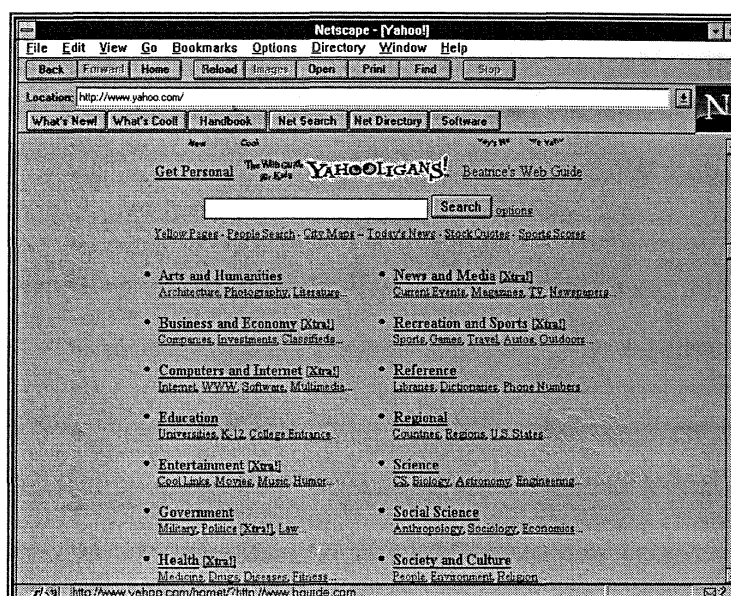 Netscape - [Yahoo!]
File Edit View Go Bookmarks Options Directory Window Help
Back Forward Home Reload Images Open Print Find Stop
Location: http://www.yahoo.com/
N
What's New! What's Cool! Handbook Net Search Net Directory Software
New Cool
Get Personal The Web Guide for Kids YAHOOLIGANS! Beatrice's Web Guide
Search options
Yellow Pages - People Search - City Maps -- Today's News - Stock Quotes - Sports Scores
• Arts and Humanities
Architecture, Photography, Literature...
• News and Media [Xtra!]
Current Events, Magazines, TV, Newspapers...
• Business and Economy [Xtra!]
Companies, Investments, Classifieds...
• Recreation and Sports [Xtra!]
Sports, Games, Travel, Autos, Outdoors...
• Computers and Internet [Xtra!]
Internet, WWW, Software, Multimedia...
• Reference
Libraries, Dictionaries, Phone Numbers
• Education
Universities, K-12, College Entrance...
• Regional
Countries, Regions, U.S. States...
• Entertainment [Xtra!]
Cool Links, Movies, Music, Humor...
• Science
CS, Biology, Astronomy, Engineering...
• Government
Military, Politics [Xtra!], Law...
• Social Science
Anthropology, Sociology, Economics...
• Health [Xtra!]
Medicine, Drugs, Diseases, Fitness...
• Society and Culture
People, Environment, Religion...
http://www.yahoo.com/homet/?http://www.bguide.com